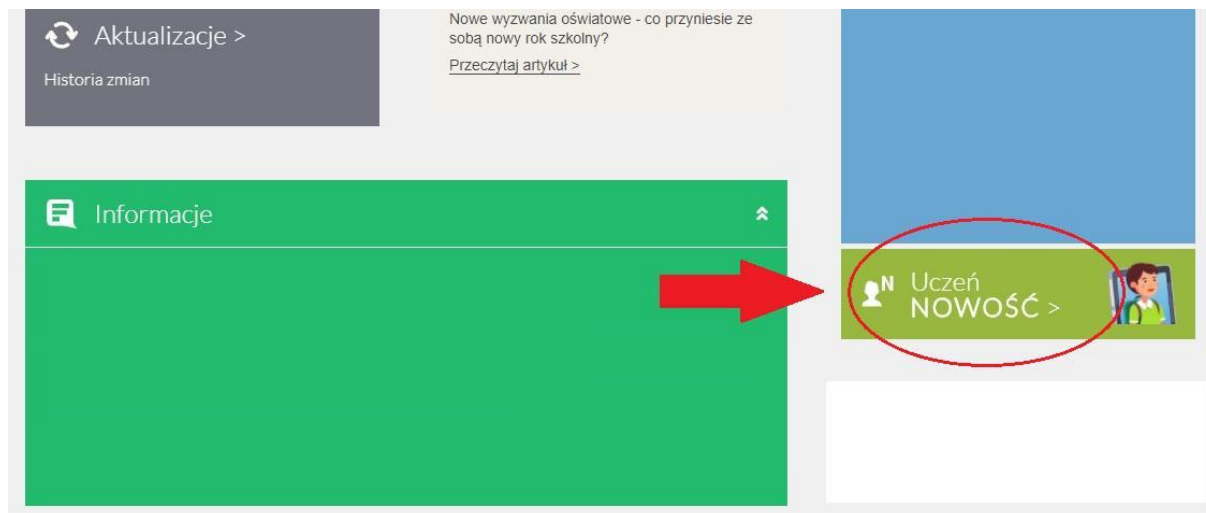 Aktualizacje >
Historia zmian
Nowe wyzwania oświatowe - co przyniesie ze
sobą nowy rok szkolny?
Przeczytaj artykuł >
Informacje
N Uczeń
NOWOŚĆ >